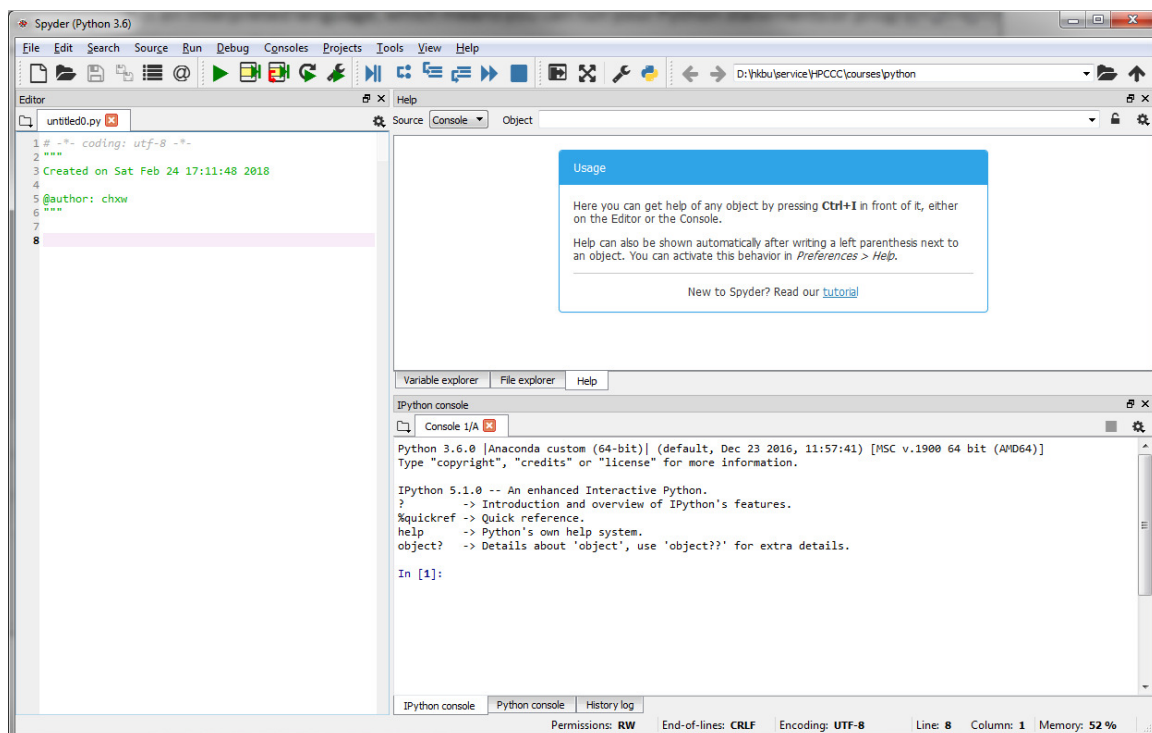 Spyder (Python 3.6)
File Edit Search Source Run Debug Consoles Projects Tools View Help
D:\hkbu\service\HPCCC\courses\python
Editor
untitled0.py
1 # -*- coding: utf-8 -*-
2 """
3 Created on Sat Feb 24 17:11:48 2018
4
5 @author: chxw
6 """
7
8
Help
Source Console Object
Usage
Here you can get help of any object by pressing Ctrl+I in front of it, either
on the Editor or the Console.
Help can also be shown automatically after writing a left parenthesis next to
an object. You can activate this behavior in Preferences > Help.
New to Spyder? Read our tutorial
Variable explorer File explorer Help
IPython console
Console 1/A
Python 3.6.0 |Anaconda custom (64-bit)| (default, Dec 23 2016, 11:57:41) [MSC v.1900 64 bit (AMD64)]
Type "copyright", "credits" or "license" for more information.
IPython 5.1.0 -- An enhanced Interactive Python.
? -> Introduction and overview of IPython's features.
%quickref -> Quick reference.
help -> Python's own help system.
object? -> Details about 'object', use 'object??' for extra details.
In [1]:
IPython console Python console History log
Permissions: RW End-of-lines: CRLF Encoding: UTF-8 Line: 8 Column: 1 Memory: 52 %